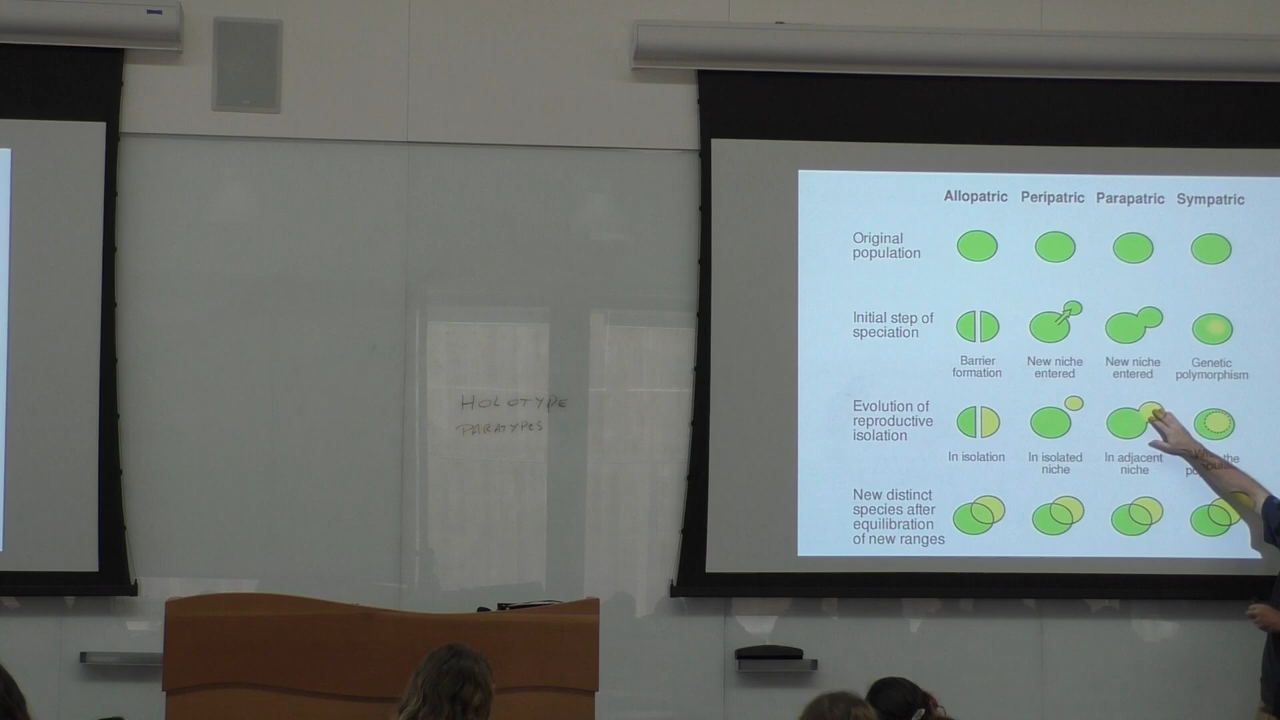 HOLOTYPE
PARATYPES
Allopatric Peripatric Parapatric Sympatric
Original
population
Initial step of
speciation
Barrier
formation
New niche
entered
New niche
entered
Genetic
polymorphism
Evolution of
reproductive
isolation
In isolation
In isolated
niche
In adjacent
niche
the
New distinct
species after
equilibration
of new ranges